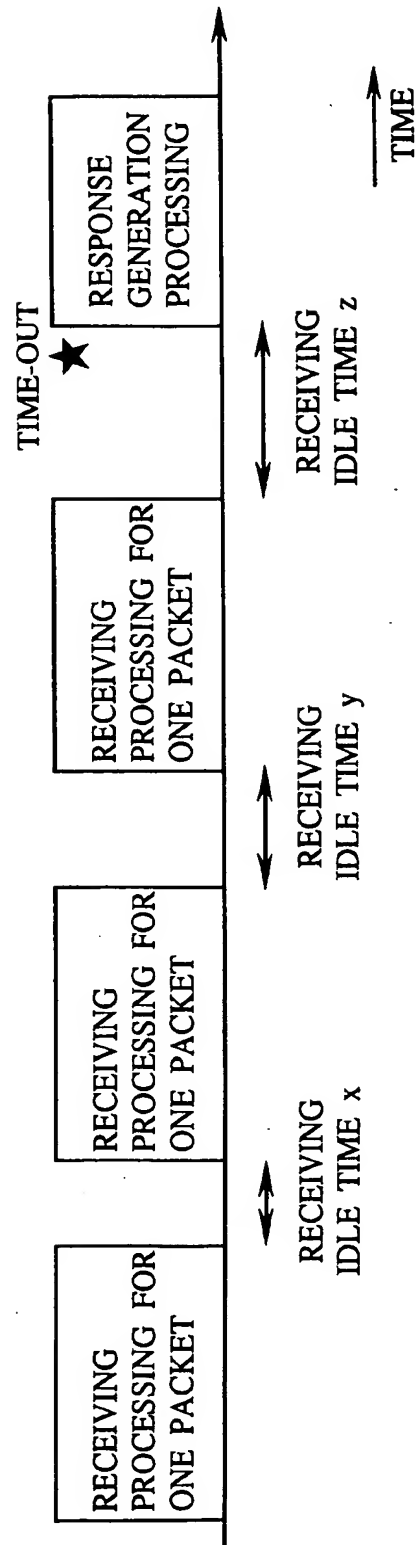 RECEIVING
PROCESSING FOR
ONE PACKET
RECEIVING
IDLE TIME x
RECEIVING
PROCESSING FOR
ONE PACKET
RECEIVING
IDLE TIME y
RECEIVING
PROCESSING FOR
ONE PACKET
RECEIVING
IDLE TIME z
TIME-OUT
RESPONSE
GENERATION
PROCESSING
TIME